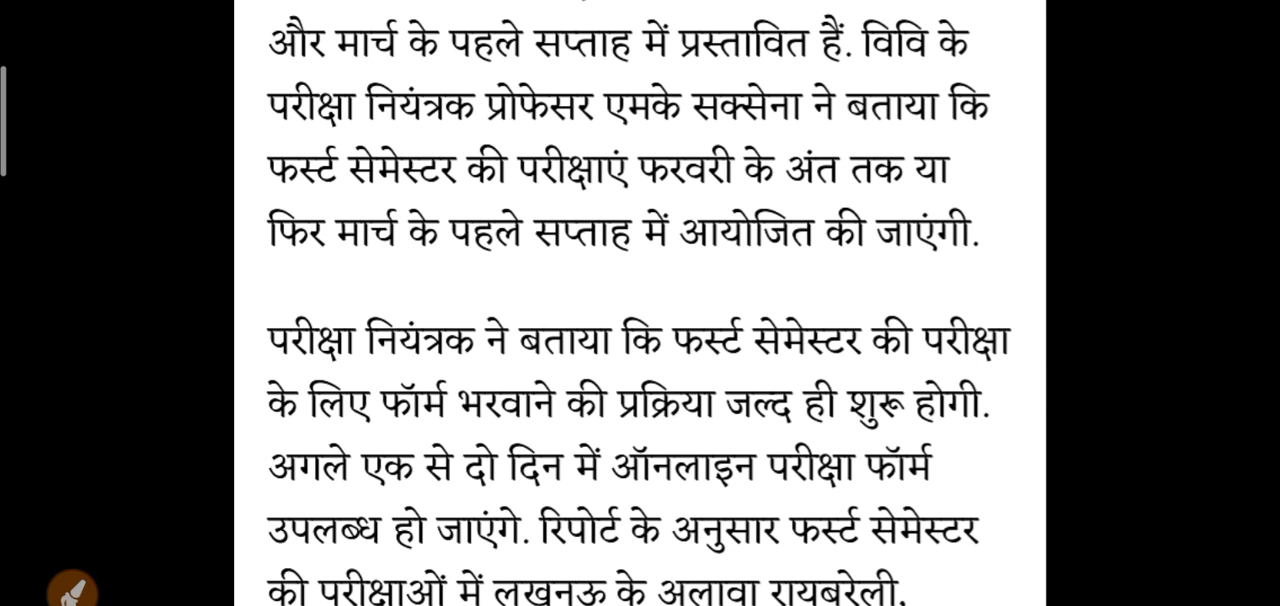 और मार्च के पहले सप्ताह में प्रस्तावित हैं. विवि के
परीक्षा नियंत्रक प्रोफेसर एमके सक्सेना ने बताया कि
फर्स्ट सेमेस्टर की परीक्षाएं फरवरी के अंत तक या
फिर मार्च के पहले सप्ताह में आयोजित की जाएंगी.
परीक्षा नियंत्रक ने बताया कि फर्स्ट सेमेस्टर की परीक्षा
के लिए फॉर्म भरवाने की प्रक्रिया जल्द ही शुरू होगी.
अगले एक से दो दिन में ऑनलाइन परीक्षा फॉर्म
उपलब्ध हो जाएंगे. रिपोर्ट के अनुसार फर्स्ट सेमेस्टर
की परीक्षाओं में लखनऊ के अलावा रायबरेली,